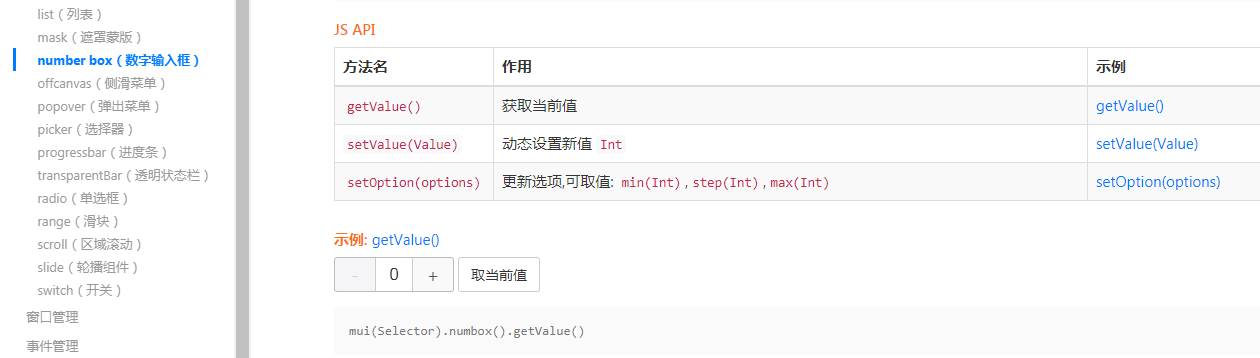 list（列表）
mask（遮罩蒙版）
number box（数字输入框）
offcanvas（侧滑菜单）
popover（弹出菜单）
picker（选择器）
progressbar（进度条）
transparentBar（透明状态栏）
radio（单选框）
range（滑块）
scroll（区域滚动）
slide（轮播组件）
switch（开关）
窗口管理
事件管理
JS API
方法名 作用 示例
getValue() 获取当前值 getValue()
setValue(Value) 动态设置新值 Int setValue(Value)
setOption(options) 更新选项,可取值: min(Int) , step(Int) , max(Int) setOption(options)
示例: getValue()
- 0 + 取当前值
mui(Selector).numbox().getValue()